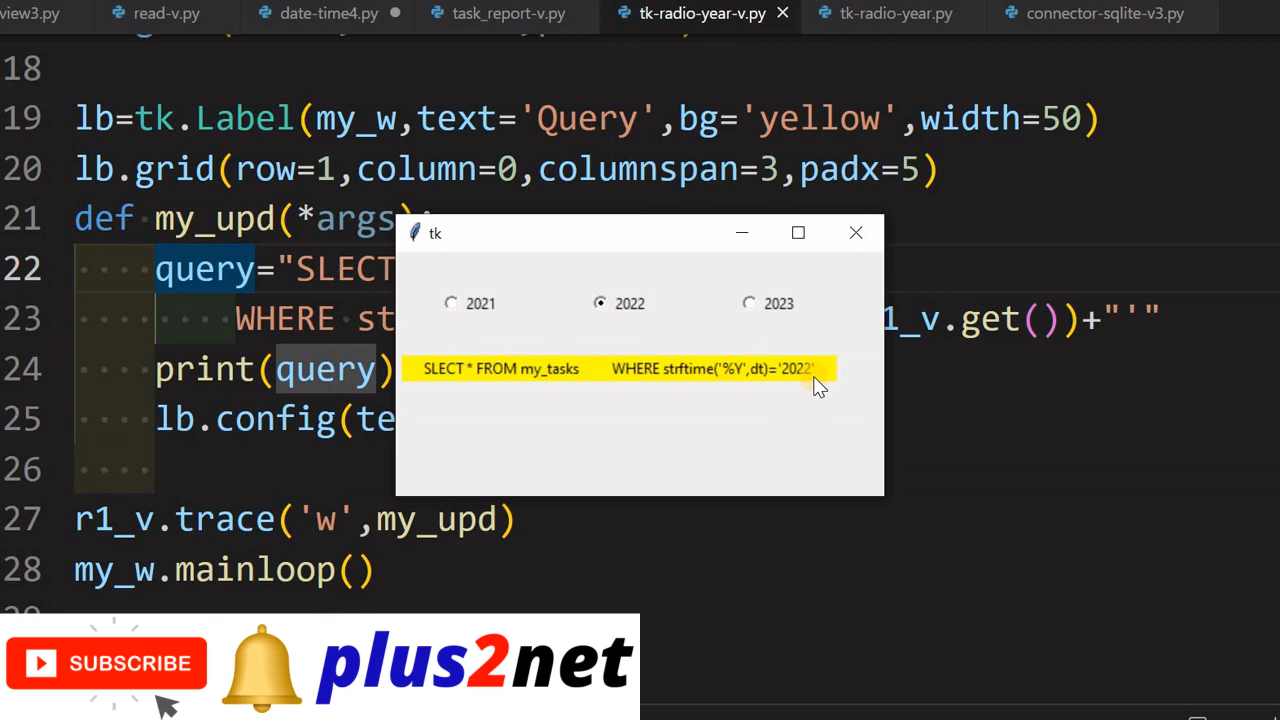 view3.py read-v.py date-time4.py task_report-v.py tk-radio-year-v.py tk-radio-year.py connector-sqlite-v3.py
18
19 lb=tk.Label(my_w,text='Query',bg='yellow',width=50)
20 lb.grid(row=1,column=0,columnspan=3,padx=5)
21 def my_upd(*args):
22 query="SLECT
23 WHERE st 1_v.get())+"'"
24 print(query)
25 lb.config(te
26
27 r1_v.trace('w',my_upd)
28 my_w.mainloop()
tk
2021 2022 2023
SLECT * FROM my_tasks WHERE strftime('%Y',dt)='2022'
SUBSCRIBE
plus2net